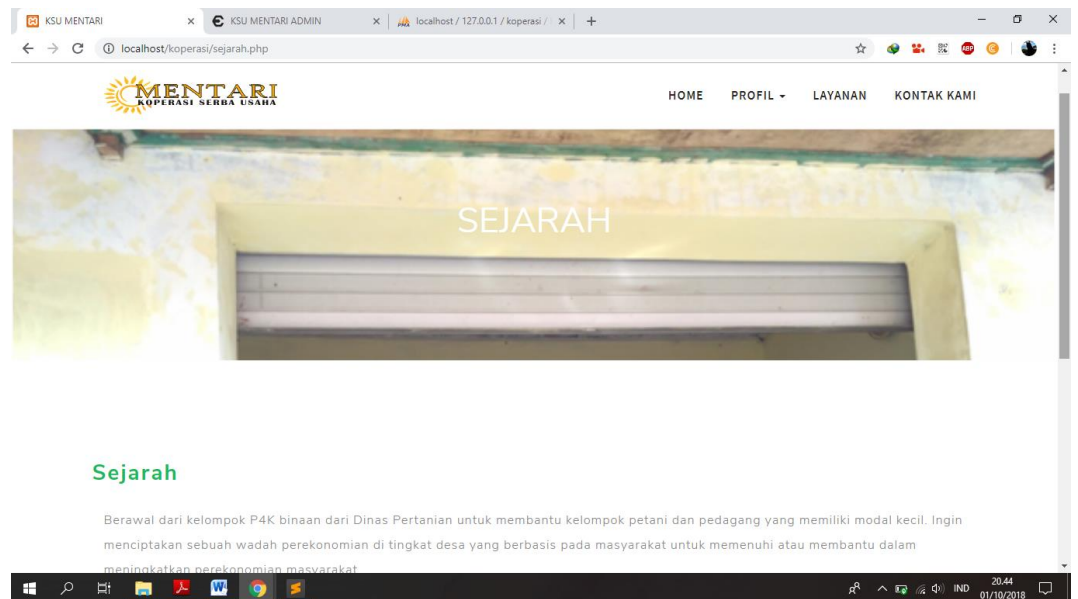 KSU MENTARI
KSU MENTARI ADMIN
localhost / 127.0.0.1 / koperasi /
localhost/koperasi/sejarah.php
MENTARI
KOPERASI SERBA USAHA
HOME PROFIL LAYANAN KONTAK KAMI
SEJARAH
Sejarah
Berawal dari kelompok P4K binaan dari Dinas Pertanian untuk membantu kelompok petani dan pedagang yang memiliki modal kecil. Ingin
menciptakan sebuah wadah perekonomian di tingkat desa yang berbasis pada masyarakat untuk memenuhi atau membantu dalam
meningkatkan perekonomian masyarakat
IND
20.44
01/10/2018